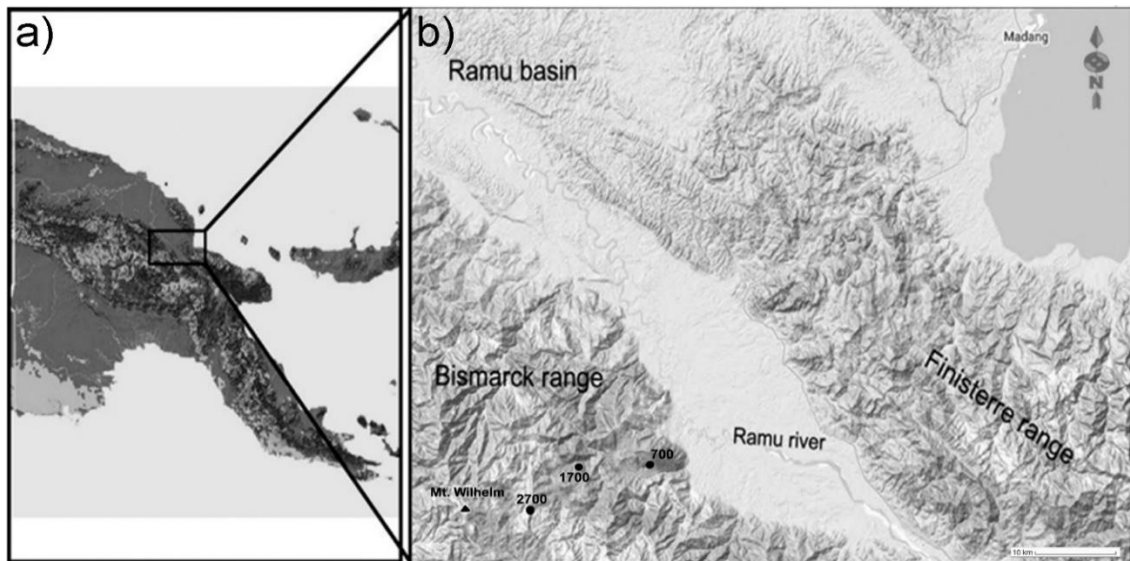 a)
b)
Madang
N
Ramu basin
Bismarck range
Finisterre range
Ramu river
700
1700
Mt. Wilhelm
2700
10 km